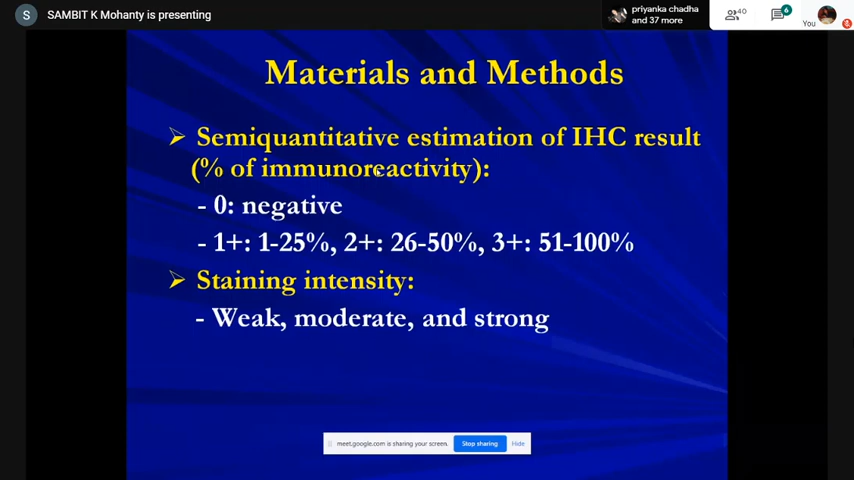 S SAMBIT K Mohanty is presenting
priyanka chadha
and 37 more
40
6
You
Materials and Methods
Semiquantitative estimation of IHC result
(% of immunoreactivity):
- 0: negative
- 1+: 1-25%, 2+: 26-50%, 3+: 51-100%
Staining intensity:
- Weak, moderate, and strong
meet.google.com is sharing your screen. Stop sharing Hide